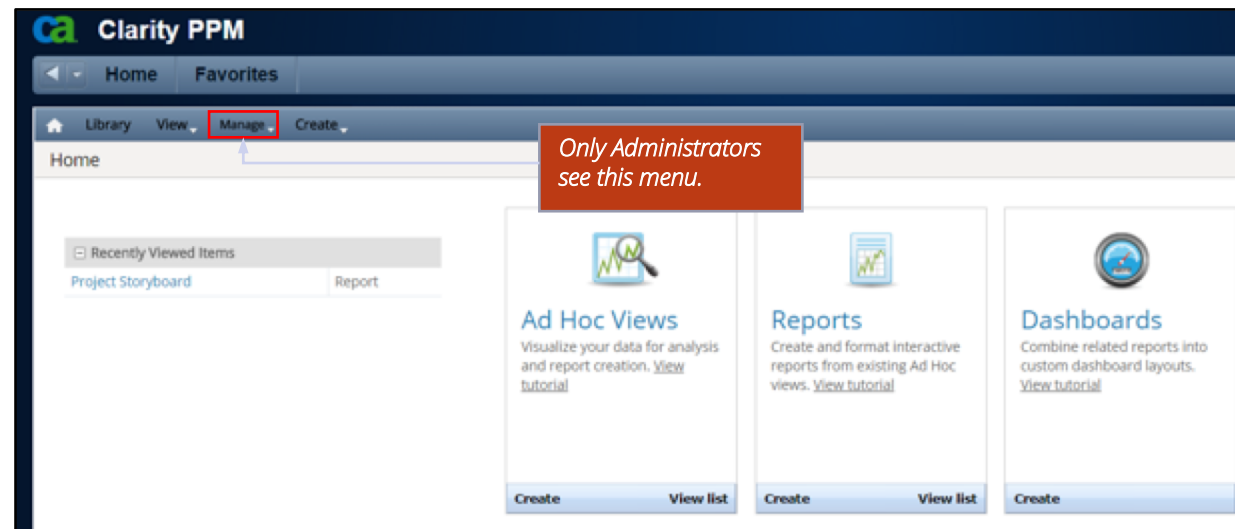 ca Clarity PPM
Home Favorites
Library View Manage Create
Home
Only Administrators
see this menu.
Recently Viewed Items
Project Storyboard Report
Ad Hoc Views
Visualize your data for analysis
and report creation. View
tutorial
Create View list
Reports
Create and format interactive
reports from existing Ad Hoc
views. View tutorial
Create View list
Dashboards
Combine related reports into
custom dashboard layouts.
View tutorial
Create